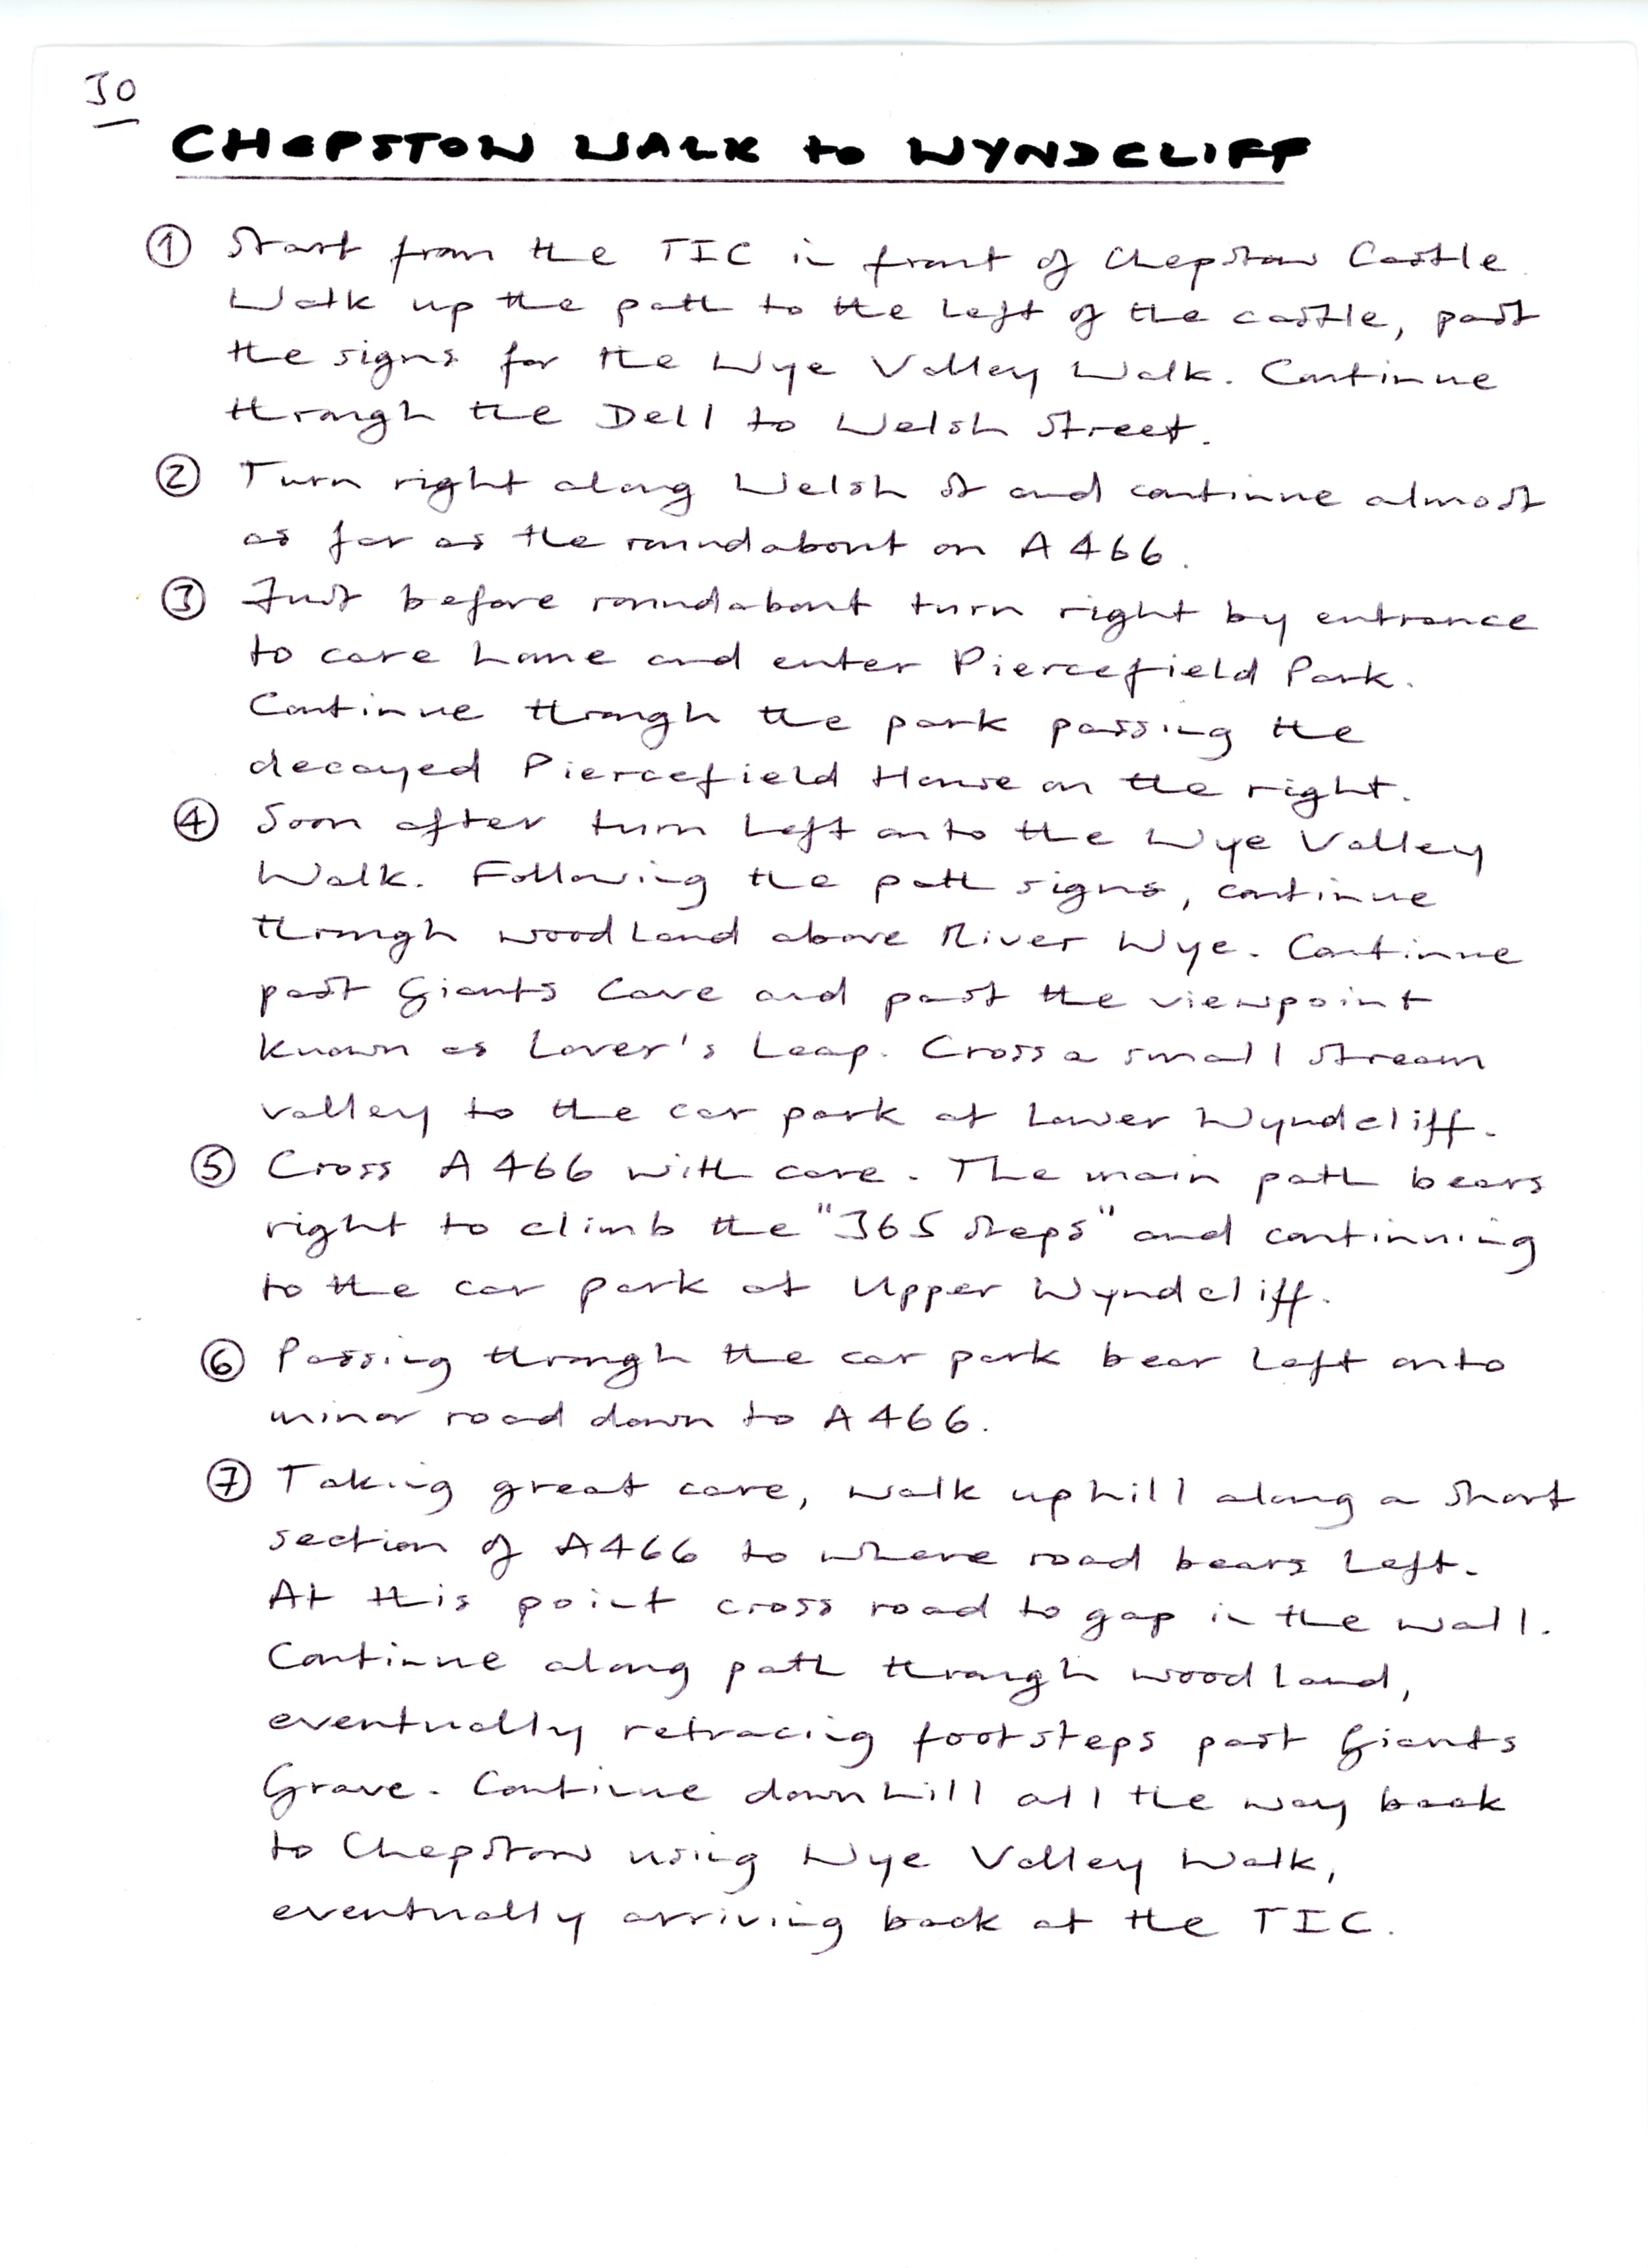 30
CHEPSTOW WALK to WYNDCLIFF
① Start from the TIC in front of Chepstow Castle.
Walk up the path to the left of the castle, past
the signs for the Wye Valley Walk. Continue
through the Dell to Welsh Street.
② Turn right along Welsh St and continue almost
as far as the roundabout on A466.
③ Just before roundabout turn right by entrance
to care home and enter Piercefield Park.
Continue through the park passing the
decayed Piercefield House on the right.
④ Soon after turn left onto the Wye Valley
Walk. Following the path signs, continue
through woodland above River Wye. Continue
past Giants Cave and past the viewpoint
known as Lover's Leap. Cross a small stream
valley to the car park at Lower Wyndcliff.
⑤ Cross A466 with care. The main path bears
right to climb the "365 Steps" and continuing
to the car park at Upper Wyndcliff.
⑥ Passing through the car park bear left onto
minor road down to A466.
⑦ Taking great care, walk uphill along a short
section of A466 to where road bears left.
At this point cross road to gap in the wall.
Continue along path through woodland,
eventually retracing footsteps past Giants
Grave. Continue downhill all the way back
to Chepstow using Wye Valley Walk,
eventually arriving back at the TIC.